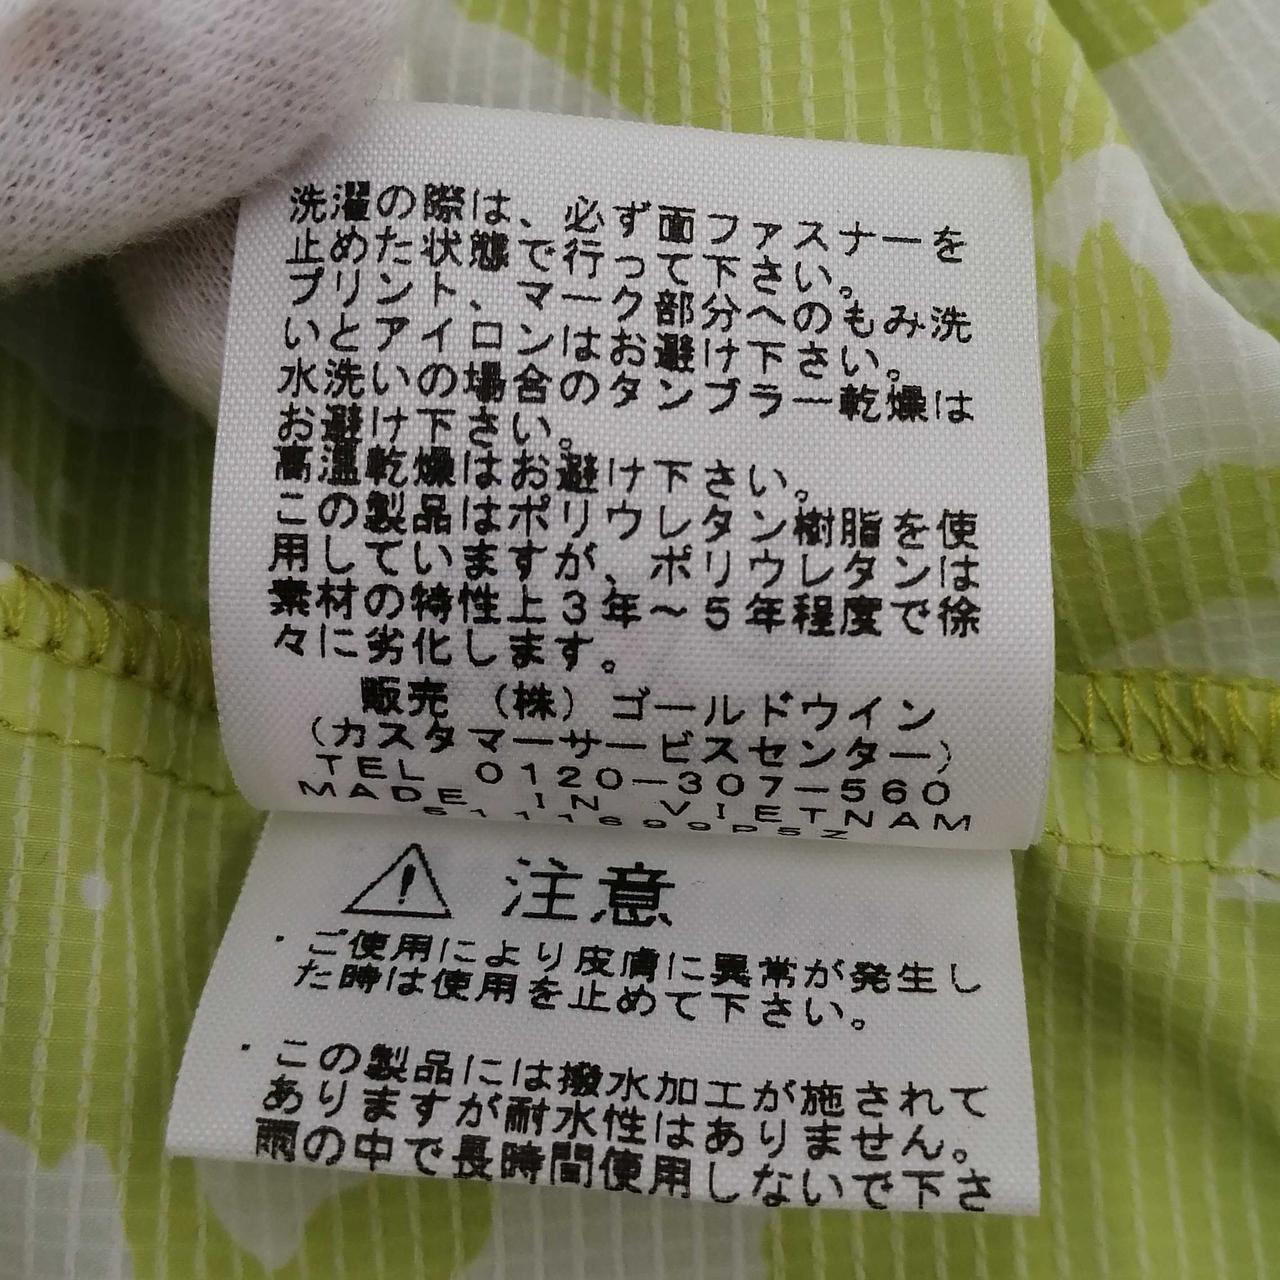 洗濯の際は、必ず面ファスナーを
止めた状態で行って下さい。
プリント、マーク部分へのもみ洗
いとアイロンはお避け下さい。
水洗いの場合のタンブラー乾燥は
お避け下さい。
高温乾燥はお避け下さい。
この製品はポリウレタン樹脂を使
用していますが、ポリウレタンは
素材の特性上3年～5年程度で徐
々に劣化します。
販売 (株)ゴールドウイン
(カスタマーサービスセンター)
TEL 0120-307-560
MADE IN VIETNAM
注意
・ご使用により皮膚に異常が発生し
た時は使用を止めて下さい。
・この製品には撥水加工が施されて
ありますが耐水性はありません。
雨の中で長時間使用しないで下さ